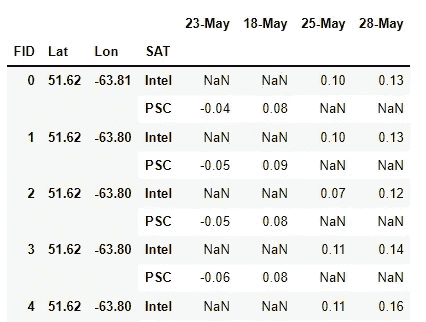 23-May 18-May 25-May 28-May
FID Lat Lon SAT
0 51.62 -63.81 Intel NaN NaN 0.10 0.13
PSC -0.04 0.08 NaN NaN
1 51.62 -63.80 Intel NaN NaN 0.10 0.13
PSC -0.05 0.09 NaN NaN
2 51.62 -63.80 Intel NaN NaN 0.07 0.12
PSC -0.05 0.08 NaN NaN
3 51.62 -63.80 Intel NaN NaN 0.11 0.14
PSC -0.06 0.08 NaN NaN
4 51.62 -63.80 Intel NaN NaN 0.11 0.16